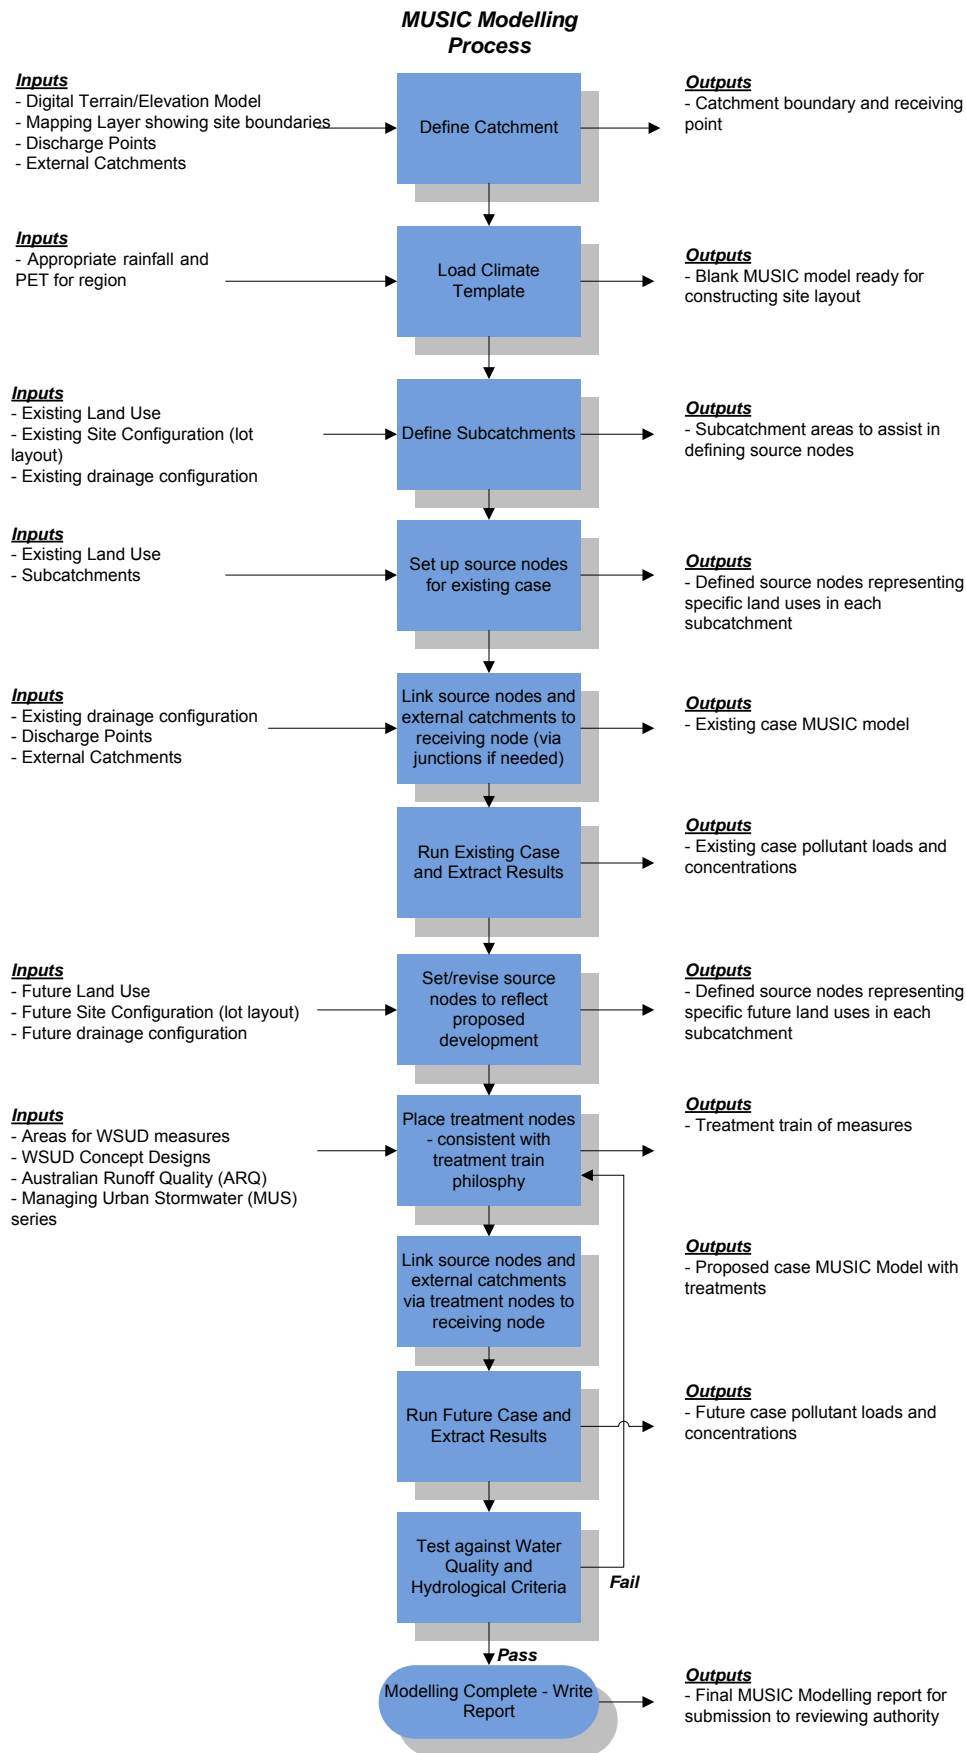 MUSIC Modelling
Process
Inputs
- Digital Terrain/Elevation Model
- Mapping Layer showing site boundaries
- Discharge Points
- External Catchments
Define Catchment
Outputs
- Catchment boundary and receiving
point
Inputs
- Appropriate rainfall and
PET for region
Load Climate
Template
Outputs
- Blank MUSIC model ready for
constructing site layout
Inputs
- Existing Land Use
- Existing Site Configuration (lot
layout)
- Existing drainage configuration
Define Subcatchments
Outputs
- Subcatchment areas to assist in
defining source nodes
Inputs
- Existing Land Use
- Subcatchments
Set up source nodes
for existing case
Outputs
- Defined source nodes representing
specific land uses in each
subcatchment
Inputs
- Existing drainage configuration
- Discharge Points
- External Catchments
Link source nodes and
external catchments to
receiving node (via
junctions if needed)
Outputs
- Existing case MUSIC model
Run Existing Case
and Extract Results
Outputs
- Existing case pollutant loads and
concentrations
Inputs
- Future Land Use
- Future Site Configuration (lot layout)
- Future drainage configuration
Set/revise source
nodes to reflect
proposed
development
Outputs
- Defined source nodes representing
specific future land uses in each
subcatchment
Inputs
- Areas for WSUD measures
- WSUD Concept Designs
- Australian Runoff Quality (ARQ)
- Managing Urban Stormwater (MUS)
series
Place treatment nodes
- consistent with
treatment train
philosphy
Outputs
- Treatment train of measures
Link source nodes and
external catchments
via treatment nodes to
receiving node
Outputs
- Proposed case MUSIC Model with
treatments
Run Future Case and
Extract Results
Outputs
- Future case pollutant loads and
concentrations
Test against Water
Quality and
Hydrological Criteria
Fail
Pass
Modelling Complete - Write
Report
Outputs
- Final MUSIC Modelling report for
submission to reviewing authority